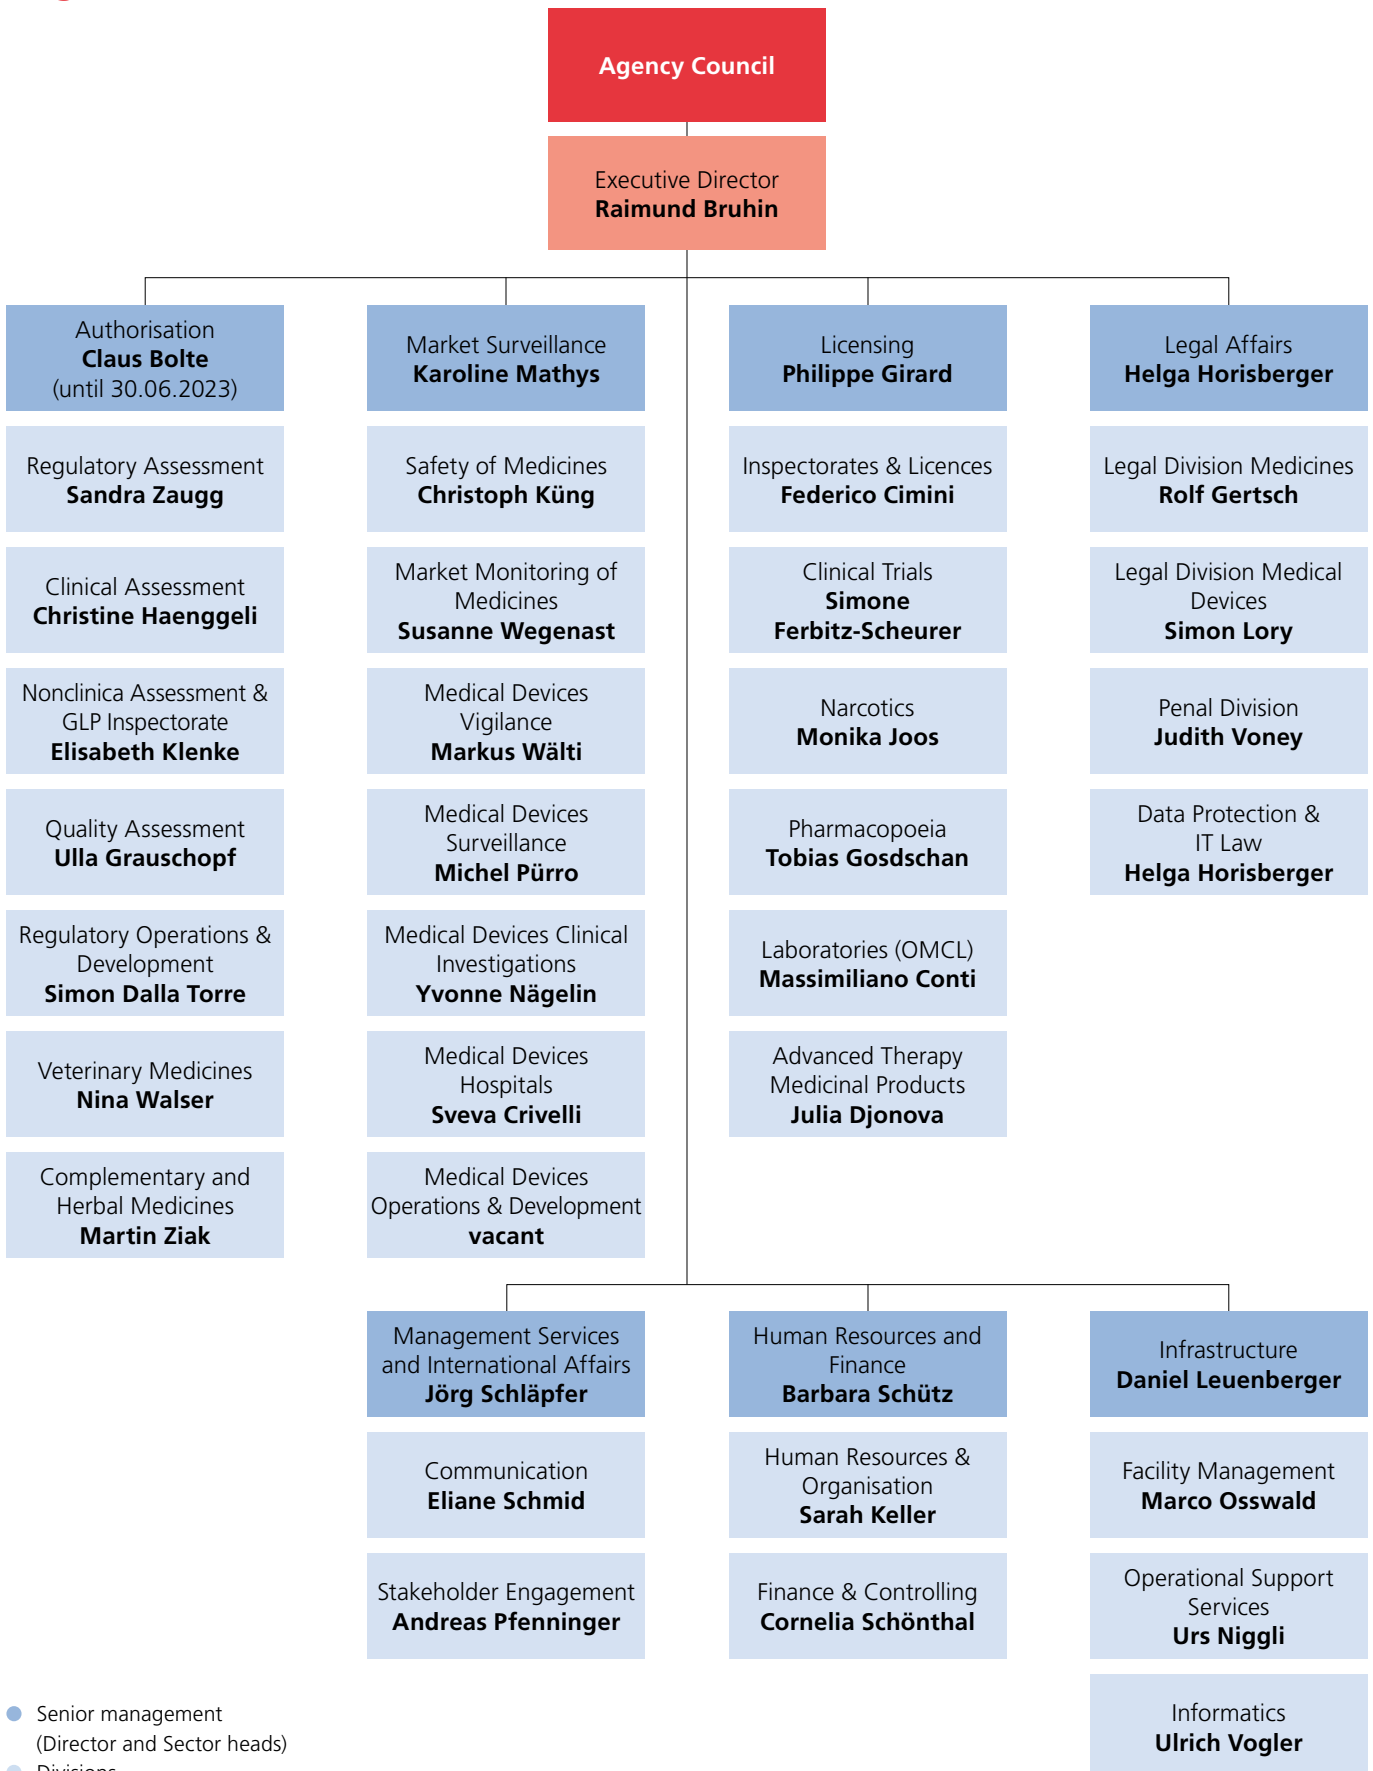 Agency Council
Executive Director
Raimund Bruhin
Authorisation
Claus Bolte
(until 30.06.2023)
Regulatory Assessment
Sandra Zaugg
Clinical Assessment
Christine Haenggeli
Nonclinica Assessment &
GLP Inspectorate
Elisabeth Klenke
Quality Assessment
Ulla Grauschopf
Regulatory Operations &
Development
Simon Dalla Torre
Veterinary Medicines
Nina Walser
Complementary and
Herbal Medicines
Martin Ziak
Market Surveillance
Karoline Mathys
Safety of Medicines
Christoph Küng
Market Monitoring of
Medicines
Susanne Wegenast
Medical Devices
Vigilance
Markus Wälti
Medical Devices
Surveillance
Michel Pürro
Medical Devices Clinical
Investigations
Yvonne Nägelin
Medical Devices
Hospitals
Sveva Crivelli
Medical Devices
Operations & Development
vacant
Licensing
Philippe Girard
Inspectorates & Licences
Federico Cimini
Clinical Trials
Simone
Ferbitz-Scheurer
Narcotics
Monika Joos
Pharmacopoeia
Tobias Gosdschan
Laboratories (OMCL)
Massimiliano Conti
Advanced Therapy
Medicinal Products
Julia Djonova
Legal Affairs
Helga Horisberger
Legal Division Medicines
Rolf Gertsch
Legal Division Medical
Devices
Simon Lory
Penal Division
Judith Voney
Data Protection &
IT Law
Helga Horisberger
Management Services
and International Affairs
Jörg Schläpfer
Communication
Eliane Schmid
Stakeholder Engagement
Andreas Pfenninger
Human Resources and
Finance
Barbara Schütz
Human Resources &
Organisation
Sarah Keller
Finance & Controlling
Cornelia Schönthal
Infrastructure
Daniel Leuenberger
Facility Management
Marco Osswald
Operational Support
Services
Urs Niggli
Informatics
Ulrich Vogler
Senior management
(Director and Sector heads)
Divisions